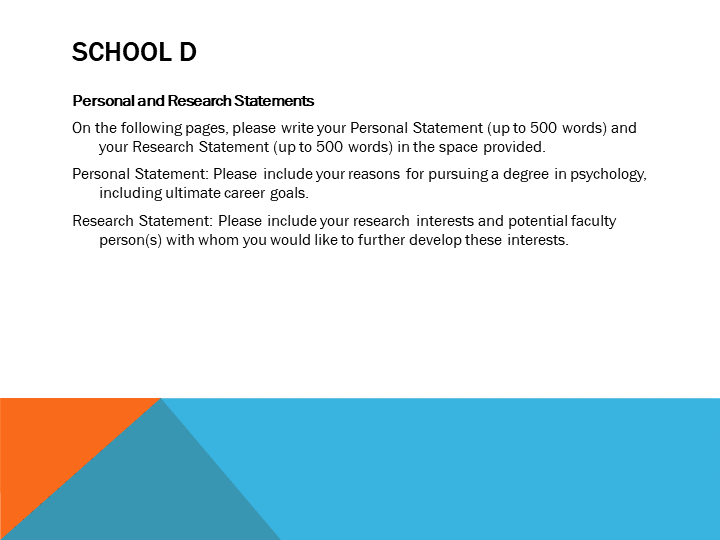 SCHOOL D
Personal and Research Statements
On the following pages, please write your Personal Statement (up to 500 words) and
your Research Statement (up to 500 words) in the space provided.
Personal Statement: Please include your reasons for pursuing a degree in psychology,
including ultimate career goals.
Research Statement: Please include your research interests and potential faculty
person(s) with whom you would like to further develop these interests.